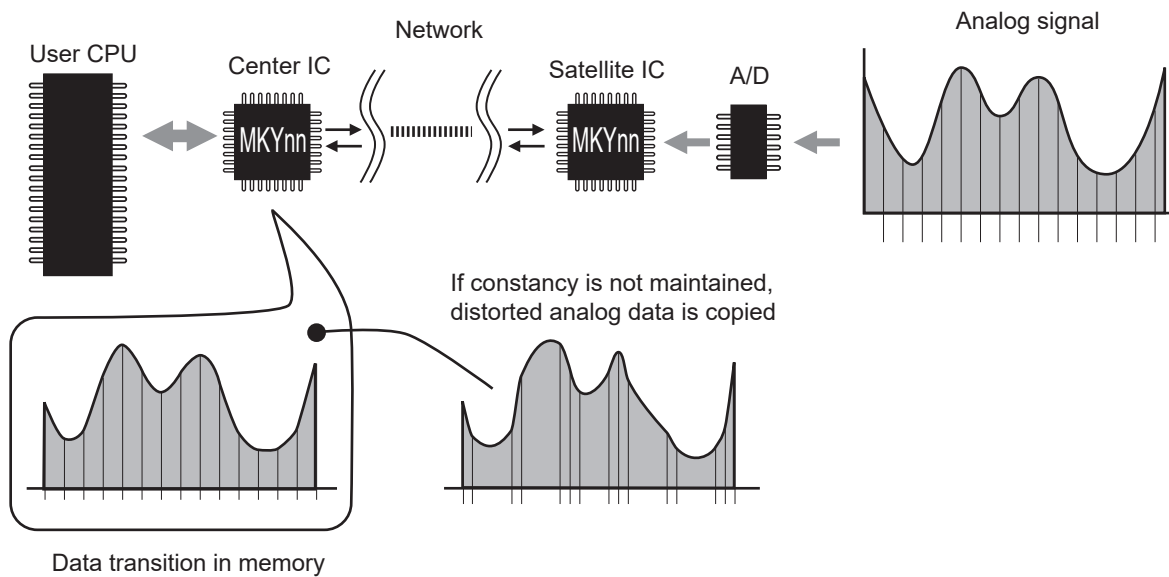 Analog signal
Network
User CPU
Center IC
Satellite IC
A/D
MKYnn
MKYnn
If constancy is not maintained,
distorted analog data is copied
Data transition in memory